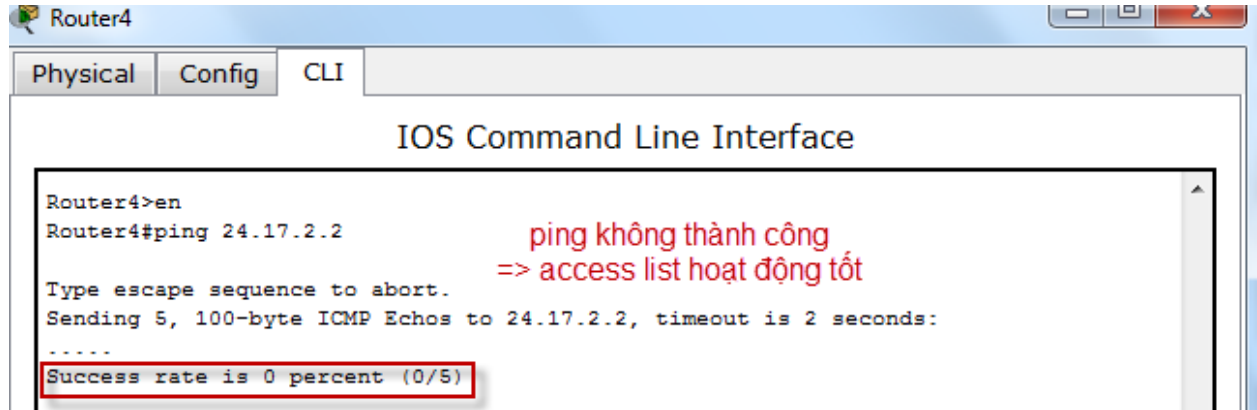 Router4
Physical Config CLI
IOS Command Line Interface
Router4>en
Router4#ping 24.17.2.2
ping không thành công
=> access list hoạt động tốt
Type escape sequence to abort.
Sending 5, 100-byte ICMP Echos to 24.17.2.2, timeout is 2 seconds:
.....
Success rate is 0 percent (0/5)